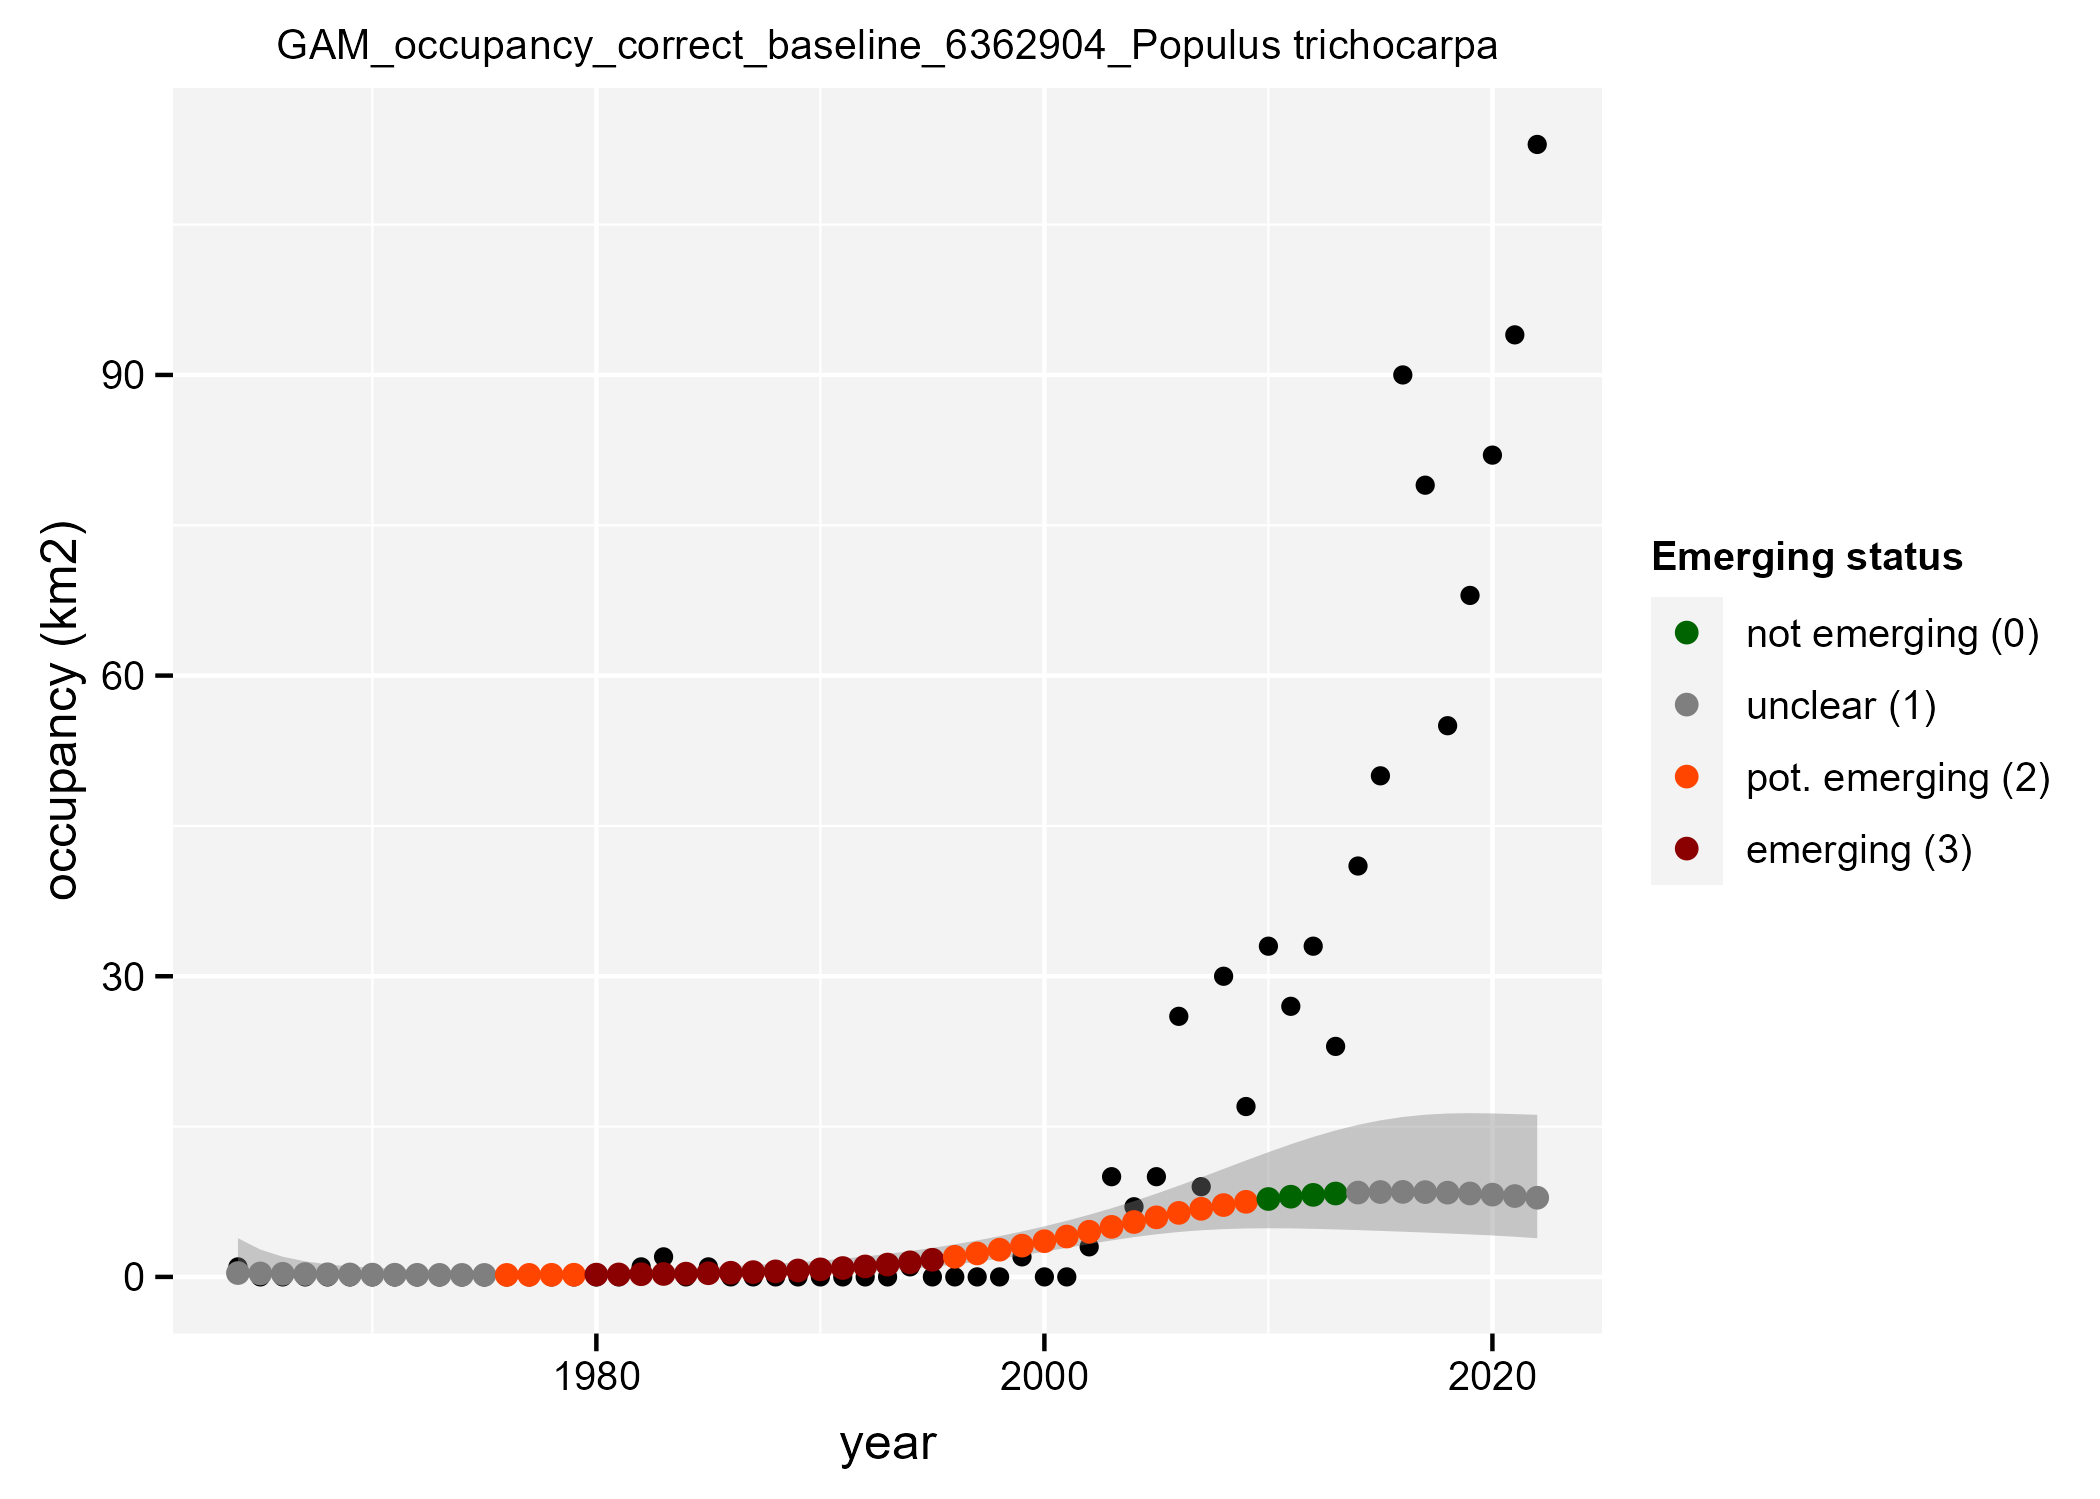 GAM_occupancy_correct_baseline_6362904_Populus trichocarpa
occupancy (km2)
90
60
30
0
1980
2000
2020
year
Emerging status
not emerging (0)
unclear (1)
pot. emerging (2)
emerging (3)